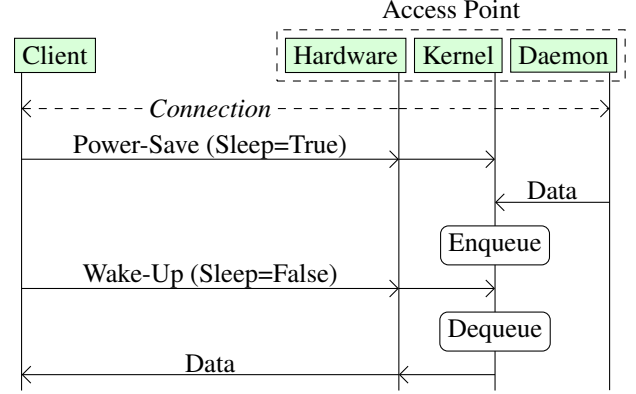 Access Point
Client
Hardware
Kernel
Daemon
Connection
Power-Save (Sleep=True)
Data
Enqueue
Wake-Up (Sleep=False)
Dequeue
Data